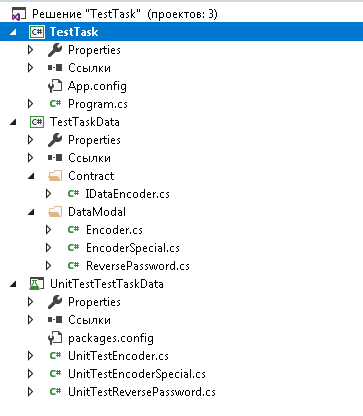 Решение "TestTask" (проектов: 3)
C# TestTask
Properties
Ссылки
App.config
C# Program.cs
C# TestTaskData
Properties
Ссылки
Contract
C# IDataEncoder.cs
DataModal
C# Encoder.cs
C# EncoderSpecial.cs
C# ReversePassword.cs
UnitTestTestTaskData
Properties
Ссылки
packages.config
C# UnitTestEncoder.cs
C# UnitTestEncoderSpecial.cs
C# UnitTestReversePassword.cs